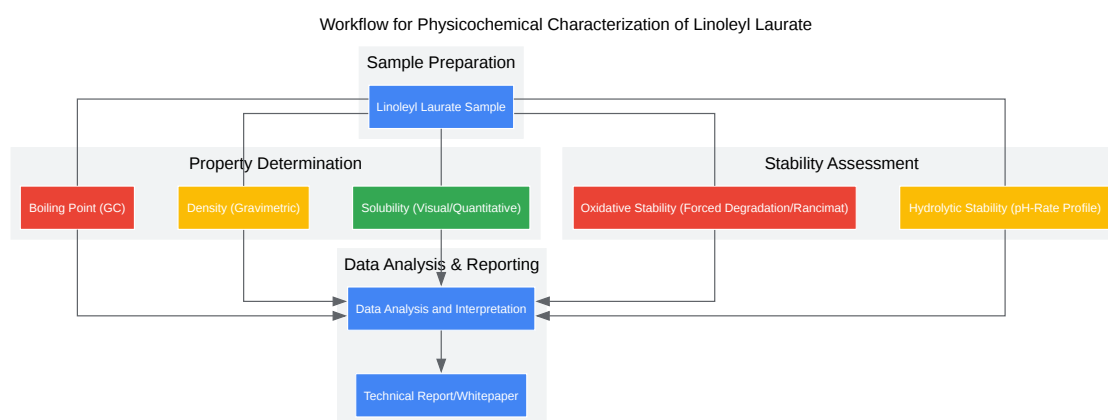 Workflow for Physicochemical Characterization of Linoleyl Laurate
Sample Preparation
Linoleyl Laurate Sample
Property Determination
Stability Assessment
Boiling Point (GC)
Density (Gravimetric)
Solubility (Visual/Quantitative)
Oxidative Stability (Forced Degradation/Rancimat)
Hydrolytic Stability (pH-Rate Profile)
Data Analysis & Reporting
Data Analysis and Interpretation
Technical Report/Whitepaper